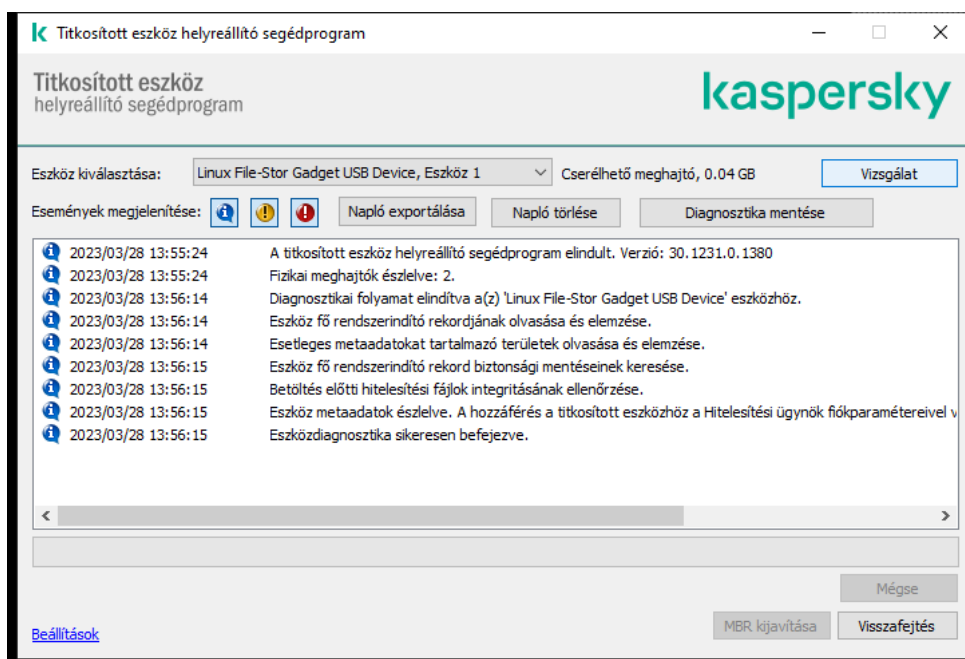 Titkosított eszköz helyreállító segédprogram
Titkosított eszköz
helyreállító segédprogram
kaspersky
Eszköz kiválasztása: Linux File-Stor Gadget USB Device, Eszköz 1 Cserélhető meghajtó, 0.04 GB Vizsgálat
Események megjelenítése: Napló exportálása Napló törlése Diagnosztika mentése
2023/03/28 13:55:24 A titkosított eszköz helyreállító segédprogram elindult. Verzió: 30.1231.0.1380
2023/03/28 13:55:24 Fizikai meghajtók észlelve: 2.
2023/03/28 13:56:14 Diagnosztikai folyamat elindítva a(z) 'Linux File-Stor Gadget USB Device' eszközhöz.
2023/03/28 13:56:14 Eszköz fő rendszerindító rekordjának olvasása és elemzése.
2023/03/28 13:56:14 Esetleges metaadatokat tartalmazó területek olvasása és elemzése.
2023/03/28 13:56:15 Eszköz fő rendszerindító rekord biztonsági mentéseinek keresése.
2023/03/28 13:56:15 Betöltés előtti hitelesítési fájlok integritásának ellenőrzése.
2023/03/28 13:56:15 Eszköz metaadatok észlelve. A hozzáférés a titkosított eszközhöz a Hitelesítési ügynök fiókparamétereivel v
2023/03/28 13:56:15 Eszközdiagnosztika sikeresen befejezve.
Mégse
Beállítások MBR kijavítása Visszafejtés